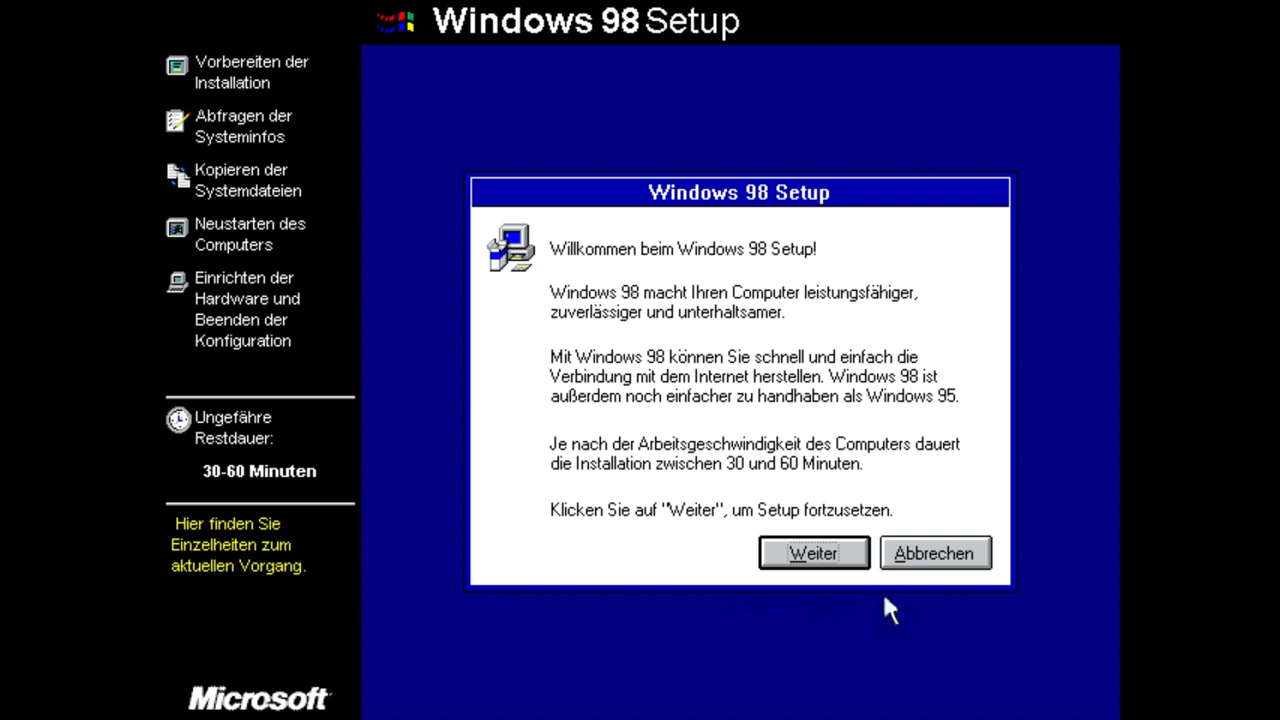 Windows 98 Setup
Vorbereiten der
Installation
Abfragen der
Systeminfos
Kopieren der
Systemdateien
Neustarten des
Computers
Einrichten der
Hardware und
Beenden der
Konfiguration
Ungefähre
Restdauer:
30-60 Minuten
Hier finden Sie
Einzelheiten zum
aktuellen Vorgang.
Microsoft
Windows 98 Setup
Willkommen beim Windows 98 Setup!
Windows 98 macht Ihren Computer leistungsfähiger,
zuverlässiger und unterhaltsamer.
Mit Windows 98 können Sie schnell und einfach die
Verbindung mit dem Internet herstellen. Windows 98 ist
außerdem noch einfacher zu handhaben als Windows 95.
Je nach der Arbeitsgeschwindigkeit des Computers dauert
die Installation zwischen 30 und 60 Minuten.
Klicken Sie auf "Weiter", um Setup fortzusetzen.
Weiter
Abbrechen